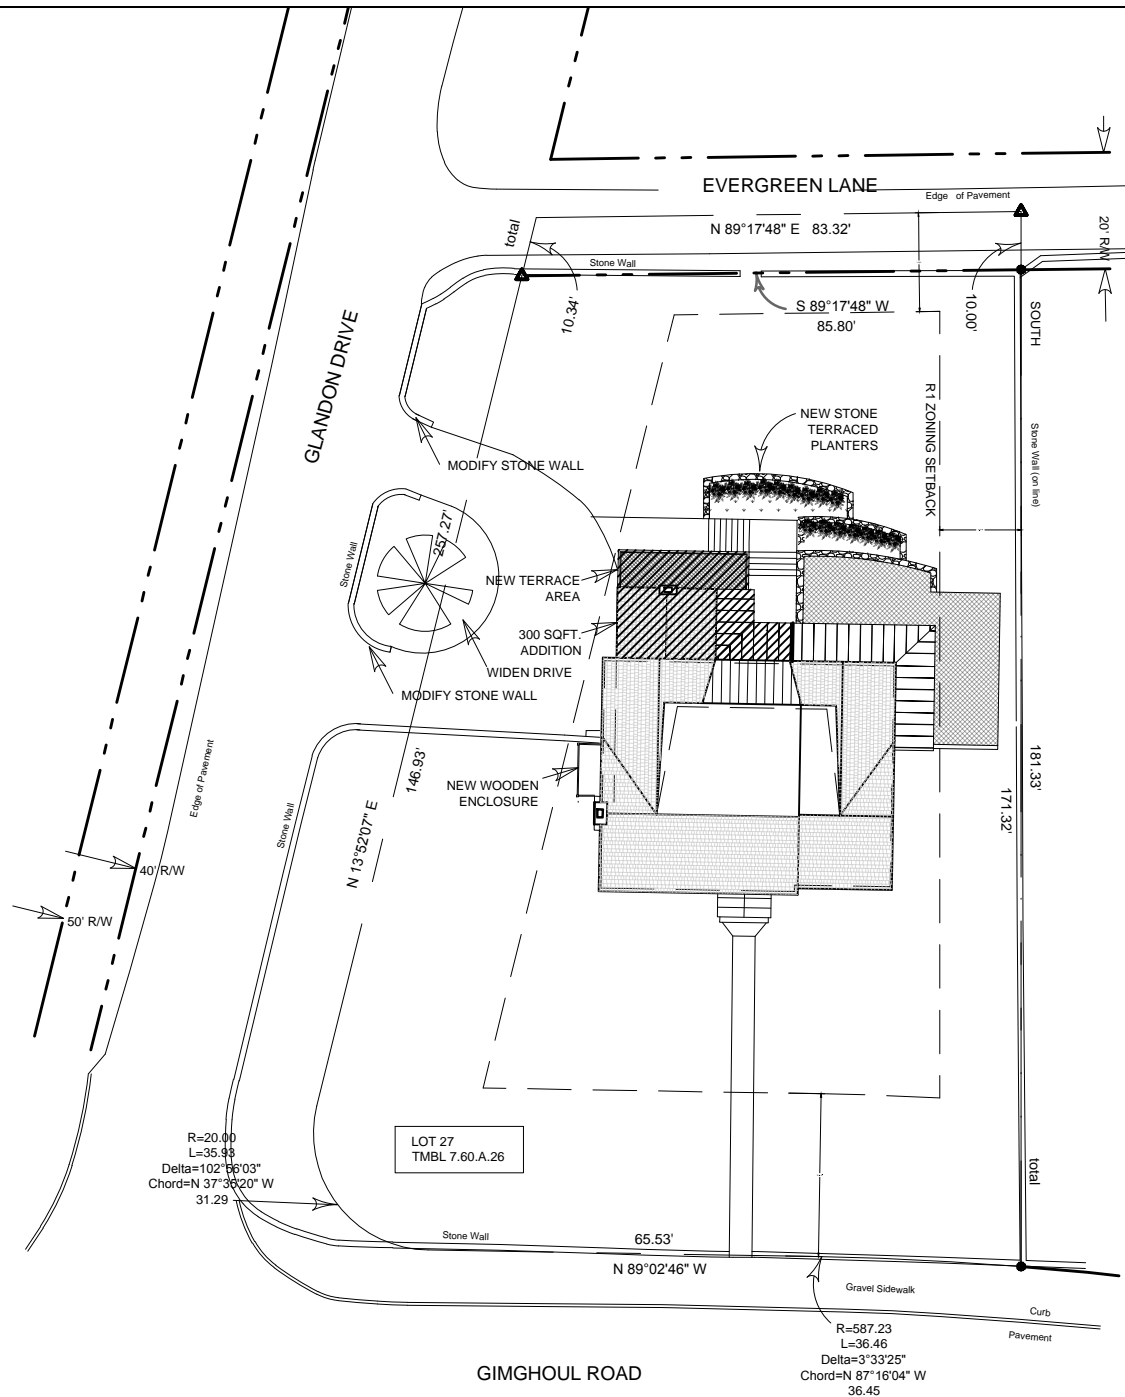 EVERGREEN LANE
Edge of Pavement
N 89°17'48" E 83.32'
20' R/W
total
Stone Wall
10.34'
S 89°17'48" W
85.80'
10.00'
SOUTH
GLANDON DRIVE
R1 ZONING SETBACK
Stone Wall (on line)
NEW STONE
TERRACED
PLANTERS
MODIFY STONE WALL
257.27'
Stone Wall
NEW TERRACE
AREA
300 SQFT.
ADDITION
WIDEN DRIVE
MODIFY STONE WALL
Edge of Pavement
146.93'
NEW WOODEN
ENCLOSURE
181.33'
171.32'
Stone Wall
N 13°52'07" E
40' R/W
50' R/W
R=20.00
L=35.93
Delta=102°56'03"
Chord=N 37°35'20" W
31.29
LOT 27
TMBL 7.60.A.26
total
Stone Wall
65.53'
N 89°02'46" W
Gravel Sidewalk
Curb
Pavement
R=587.23
L=36.46
Delta=3°33'25"
Chord=N 87°16'04" W
36.45
GIMGHOUL ROAD